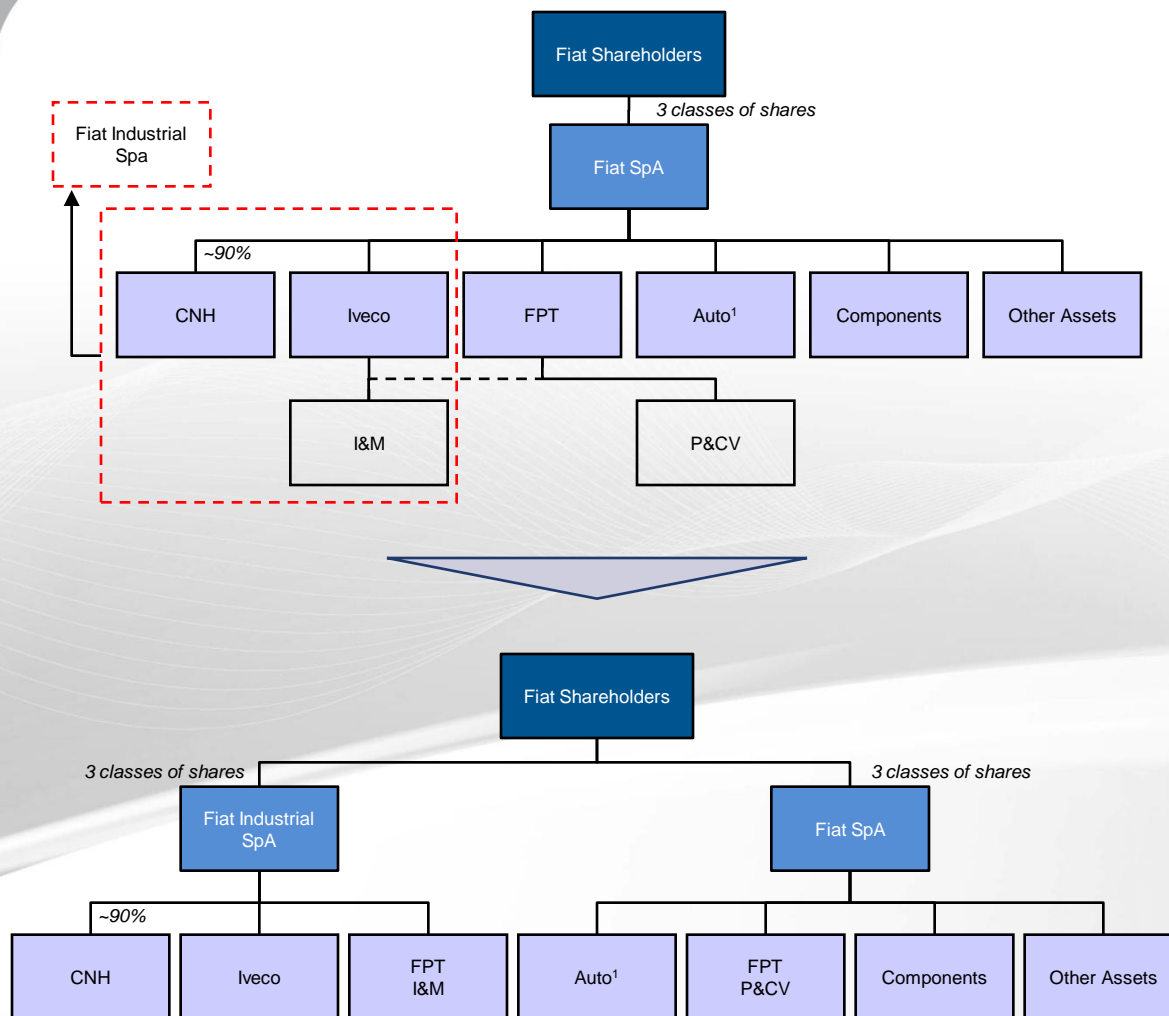 Fiat Shareholders
3 classes of shares
Fiat Industrial
Spa
Fiat SpA
~90%
CNH
Iveco
FPT
Auto¹
Components
Other Assets
I&M
P&CV
Fiat Shareholders
3 classes of shares
3 classes of shares
Fiat Industrial
SpA
Fiat SpA
~90%
CNH
Iveco
FPT
I&M
Auto¹
FPT
P&CV
Components
Other Assets